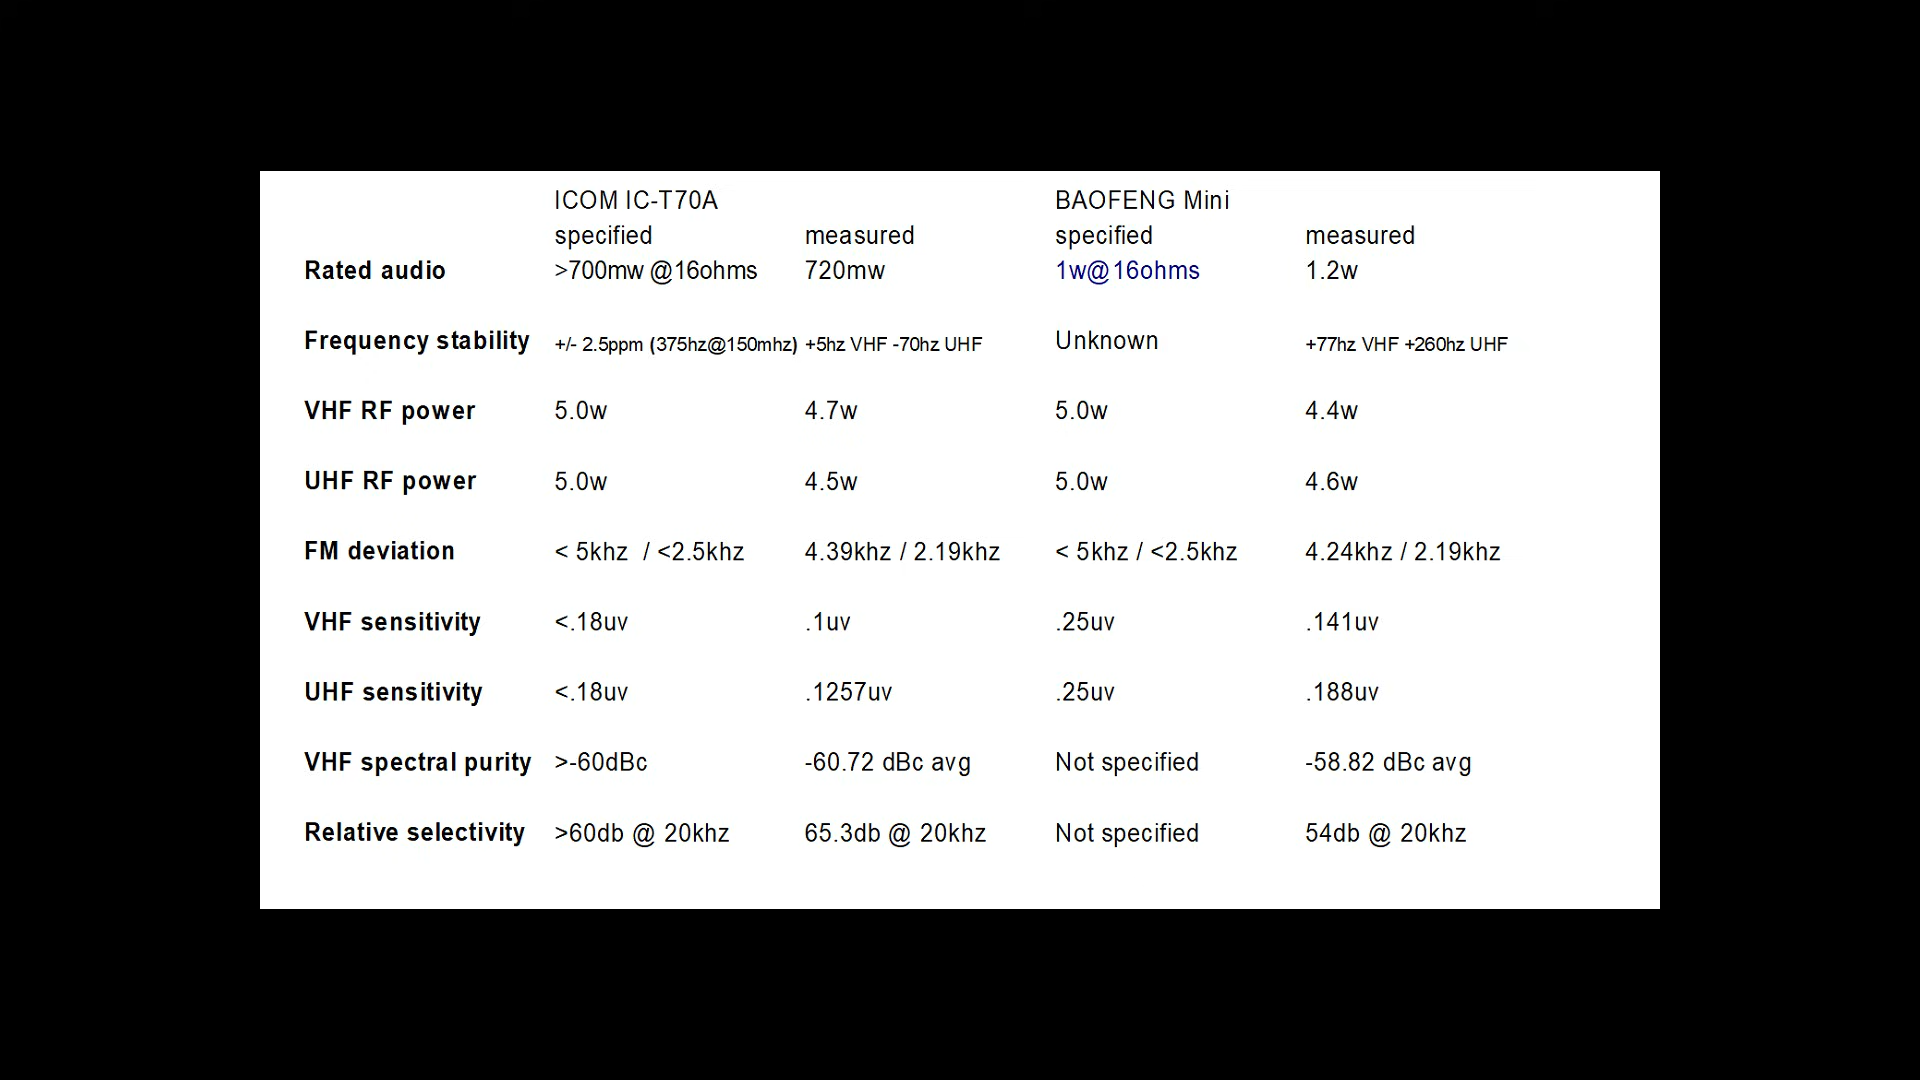 ICOM IC-T70A BAOFENG Mini
specified measured specified measured
Rated audio >700mw @16ohms 720mw 1w@16ohms 1.2w
Frequency stability +/- 2.5ppm (375hz@150mhz) +5hz VHF -70hz UHF Unknown +77hz VHF +260hz UHF
VHF RF power 5.0w 4.7w 5.0w 4.4w
UHF RF power 5.0w 4.5w 5.0w 4.6w
FM deviation < 5khz / <2.5khz 4.39khz / 2.19khz < 5khz / <2.5khz 4.24khz / 2.19khz
VHF sensitivity <.18uv .1uv .25uv .141uv
UHF sensitivity <.18uv .1257uv .25uv .188uv
VHF spectral purity >-60dBc -60.72 dBc avg Not specified -58.82 dBc avg
Relative selectivity >60db @ 20khz 65.3db @ 20khz Not specified 54db @ 20khz